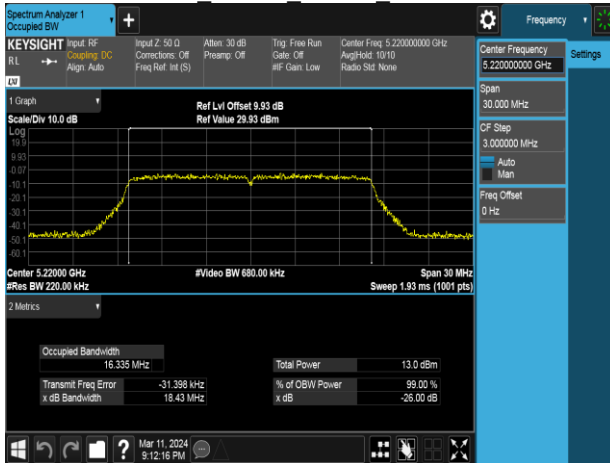 Spectrum Analyzer 1
Occupied BW
Frequency
KEYSIGHT
RL
LXI
Input: RF
Coupling: DC
Align: Auto
Input Z: 50 Ω
Corrections: Off
Freq Ref: Int (S)
Atten: 30 dB
Preamp: Off
Trig: Free Run
Gate: Off
#IF Gain: Low
Center Freq: 5.220000000 GHz
Avg|Hold: 10/10
Radio Std: None
Center Frequency
5.220000000 GHz
Settings
Span
30.000 MHz
CF Step
3.000000 MHz
Auto
Man
Freq Offset
0 Hz
1 Graph
Scale/Div 10.0 dB
Ref Lvl Offset 9.93 dB
Ref Value 29.93 dBm
Log
19.9
9.93
-0.07
-10.1
-20.1
-30.1
-40.1
-50.1
-60.1
Center 5.22000 GHz
#Res BW 220.00 kHz
#Video BW 680.00 kHz
Span 30 MHz
Sweep 1.93 ms (1001 pts)
2 Metrics
Occupied Bandwidth
16.335 MHz
Total Power 13.0 dBm
Transmit Freq Error -31.398 kHz
% of OBW Power 99.00 %
x dB Bandwidth 18.43 MHz
x dB -26.00 dB
?
Mar 11, 2024
9:12:16 PM